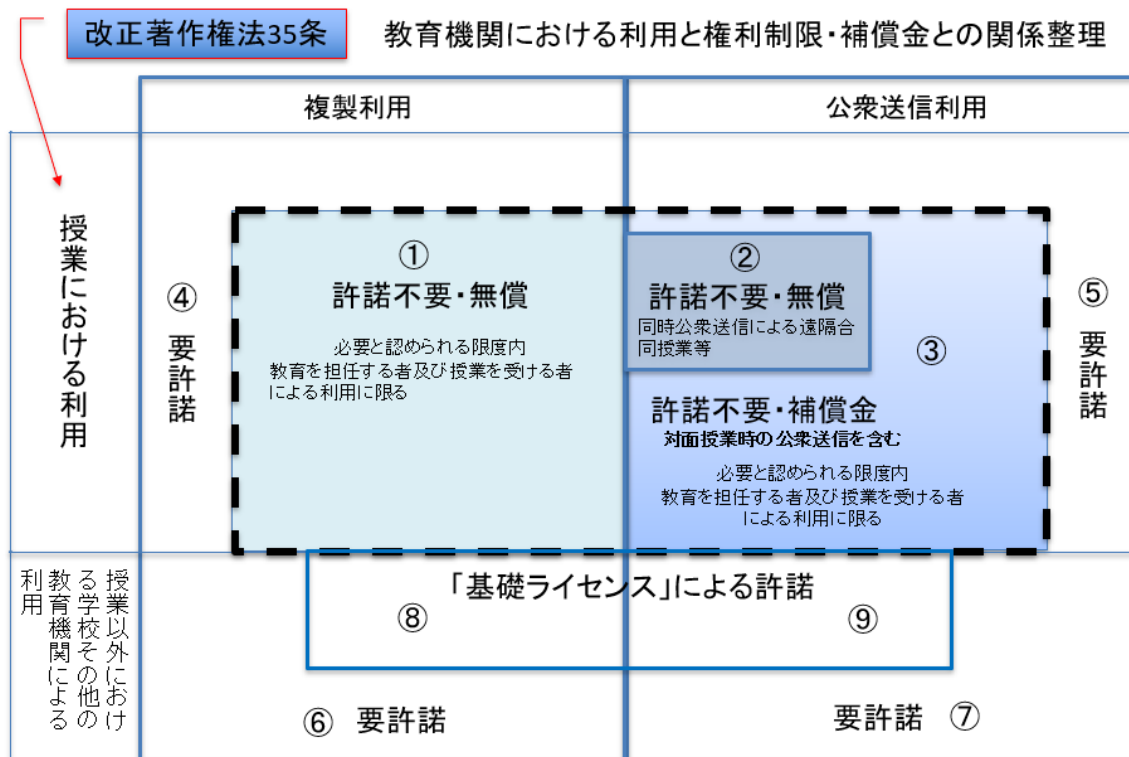 改正著作権法35条
教育機関における利用と権利制限・補償金との関係整理
複製利用
公衆送信利用
授業における利用
④
要許諾
①
許諾不要・無償
必要と認められる限度内
教育を担任する者及び授業を受ける者
による利用に限る
②
許諾不要・無償
同時公衆送信による遠隔合
同授業等
③
許諾不要・補償金
対面授業時の公衆送信を含む
必要と認められる限度内
教育を担任する者及び授業を受ける者
による利用に限る
⑤
要許諾
授業以外におけ
る学校その他の
教育機関による
利用
「基礎ライセンス」による許諾
⑧
⑨
⑥ 要許諾
要許諾 ⑦